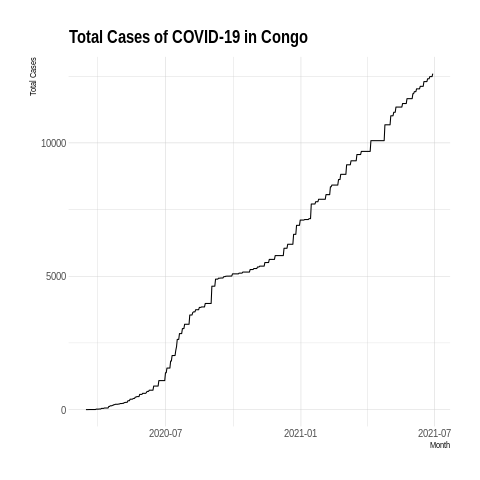 Total Cases of COVID-19 in Congo
Total Cases
10000
5000
0
2020-07
2021-01
2021-07
Month